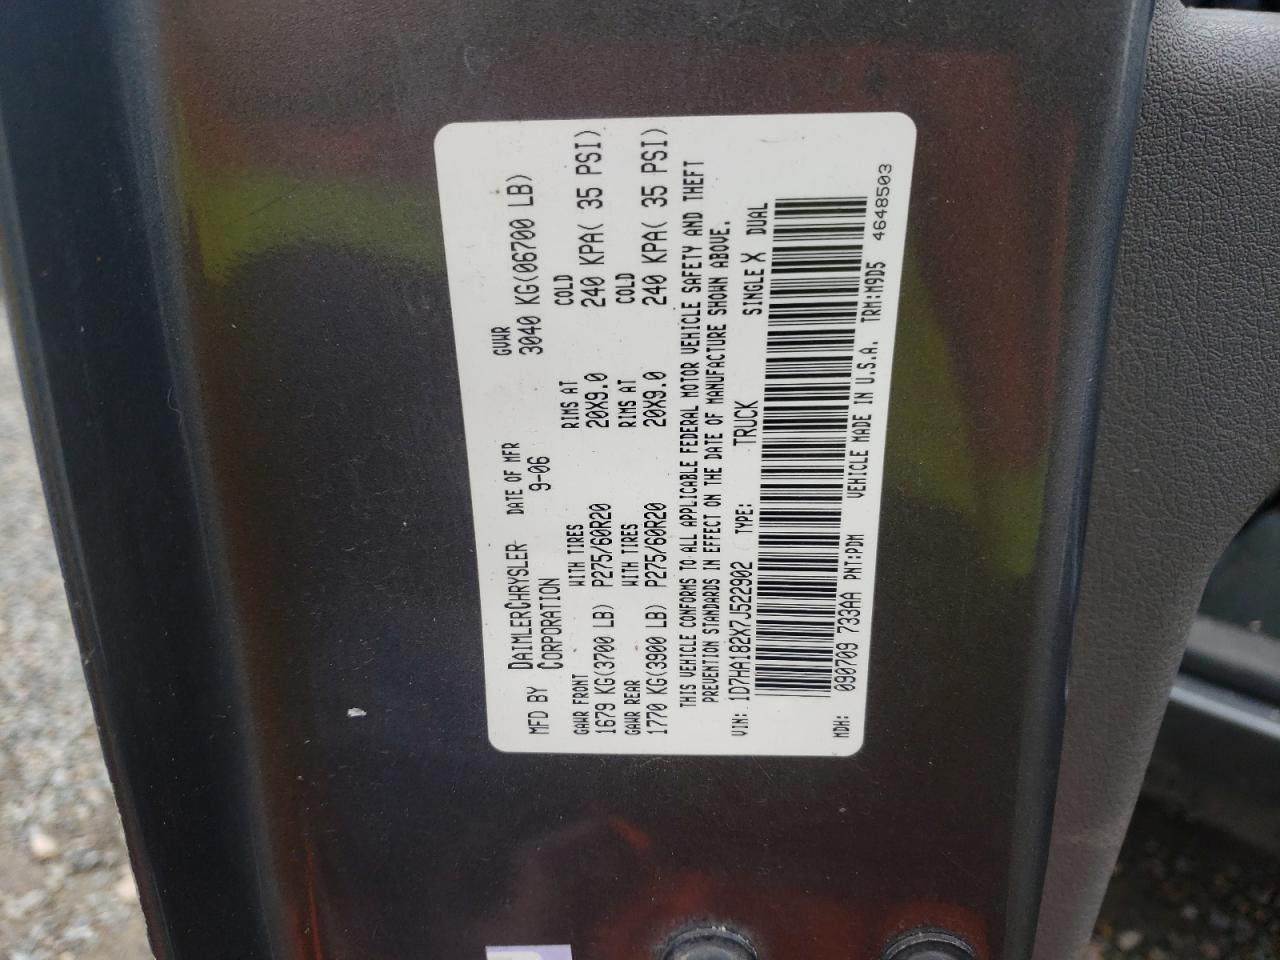 MFD BY DAIMLERCHRYSLER CORPORATION DATE OF MFR 9-06 GVWR 3040 KG(06700 LB)
GAWR FRONT WITH TIRES RIMS AT COLD
1679 KG(3700 LB) P275/60R20 20X9.0 240 KPA( 35 PSI)
GAWR REAR WITH TIRES RIMS AT COLD
1770 KG(3900 LB) P275/60R20 20X9.0 240 KPA( 35 PSI)
THIS VEHICLE CONFORMS TO ALL APPLICABLE FEDERAL MOTOR VEHICLE SAFETY AND THEFT
PREVENTION STANDARDS IN EFFECT ON THE DATE OF MANUFACTURE SHOWN ABOVE.
VIN: 1D7HA182X7J522902 TYPE: TRUCK SINGLE X DUAL
MDH: 090709 733AA PNT:PDM VEHICLE MADE IN U.S.A. TRM:M9D5 4648503